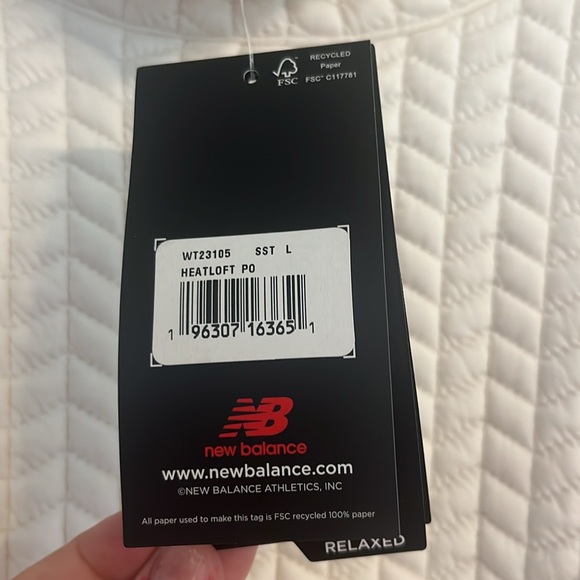 RECYCLED
Paper
FSC
FSC™ C117781
WT23105 SST L
HEATLOFT PO
1 96307 16365 1
NB
new balance
www.newbalance.com
©NEW BALANCE ATHLETICS, INC
All paper used to make this tag is FSC recycled 100% paper
RELAXED